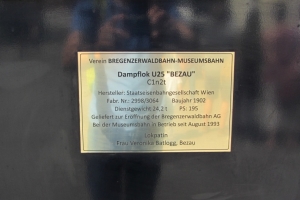 Verein BREGENZERWALDBAHN-MUSEUMSBAHN
Dampflok U25 "BEZAU"
C1n2t
Hersteller: Staatseisenbahngesellschaft Wien
Fabr. Nr.: 2998/3064 Baujahr 1902
Dienstgewicht: 24,2 t PS: 195
Geliefert zur Eröffnung der Bregenzerwaldbahn AG
Bei der Museumsbahn in Betrieb seit August 1993
Lokpatin
Frau Veronika Batlogg, Bezau